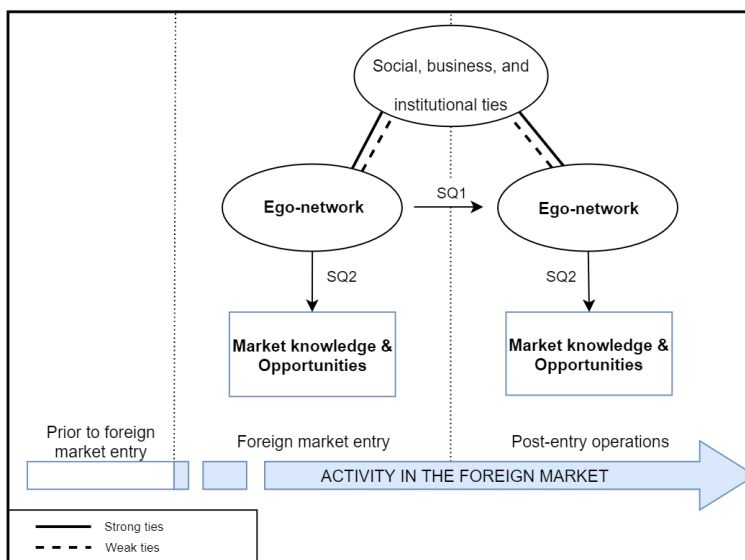 Social, business, and
institutional ties
Ego-network
SQ1
Ego-network
SQ2
SQ2
Market knowledge &
Opportunities
Market knowledge &
Opportunities
Prior to foreign
market entry
Foreign market entry
Post-entry operations
ACTIVITY IN THE FOREIGN MARKET
Strong ties
Weak ties